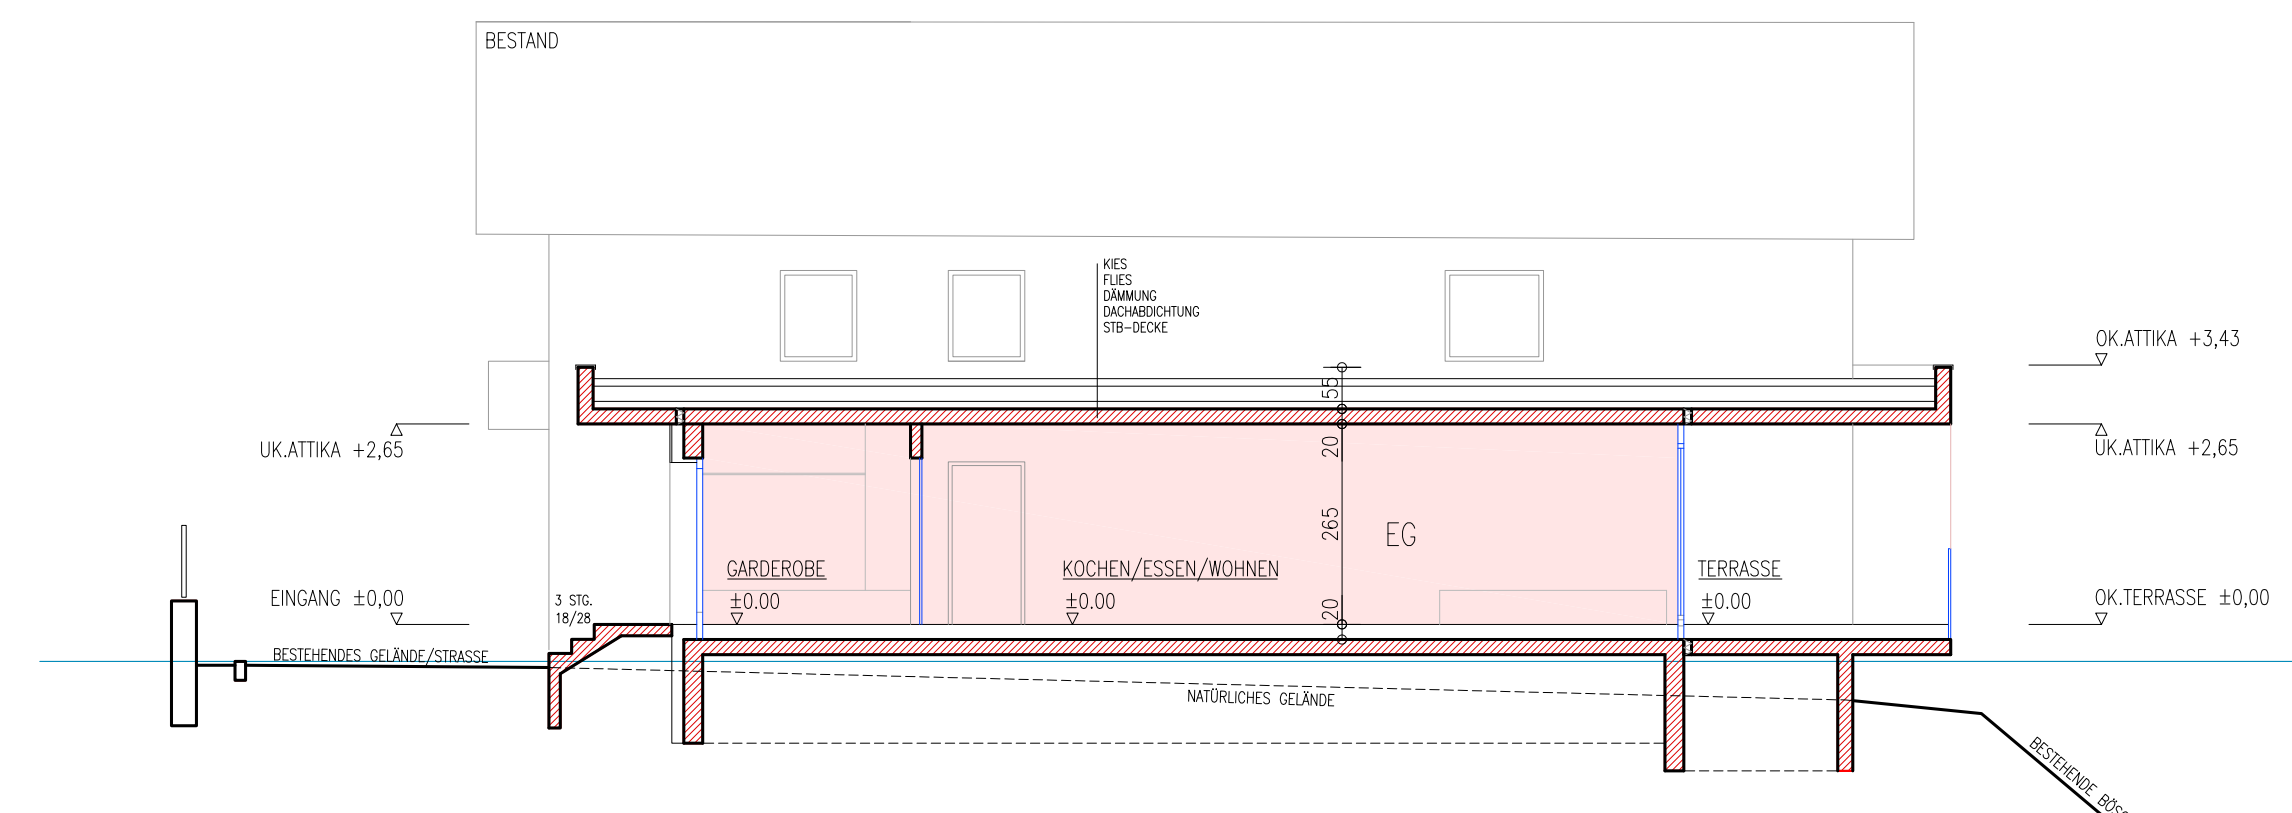 BESTAND
KIES
FLIES
DÄMMUNG
DACHABDICHTUNG
STB-DECKE
OK.ATTIKA +3,43
55
UK.ATTIKA +2,65
20
UK.ATTIKA +2,65
265
EG
GARDEROBE
±0.00
KOCHEN/ESSEN/WOHNEN
±0.00
TERRASSE
±0.00
EINGANG ±0,00
3 STG.
18/28
20
OK.TERRASSE ±0,00
BESTEHENDES GELÄNDE/STRASSE
NATÜRLICHES GELÄNDE
BESTEHENDE